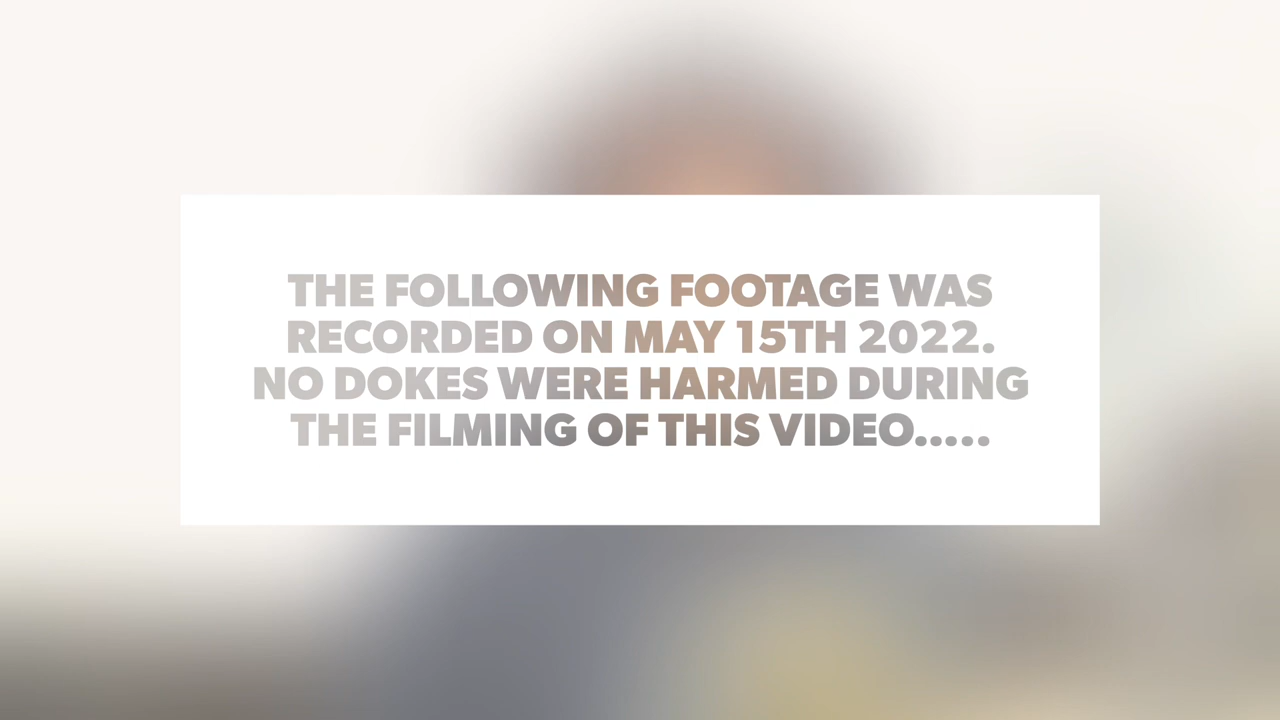 THE FOLLOWING FOOTAGE WAS
RECORDED ON MAY 15TH 2022.
NO DOKES WERE HARMED DURING
THE FILMING OF THIS VIDEO.....